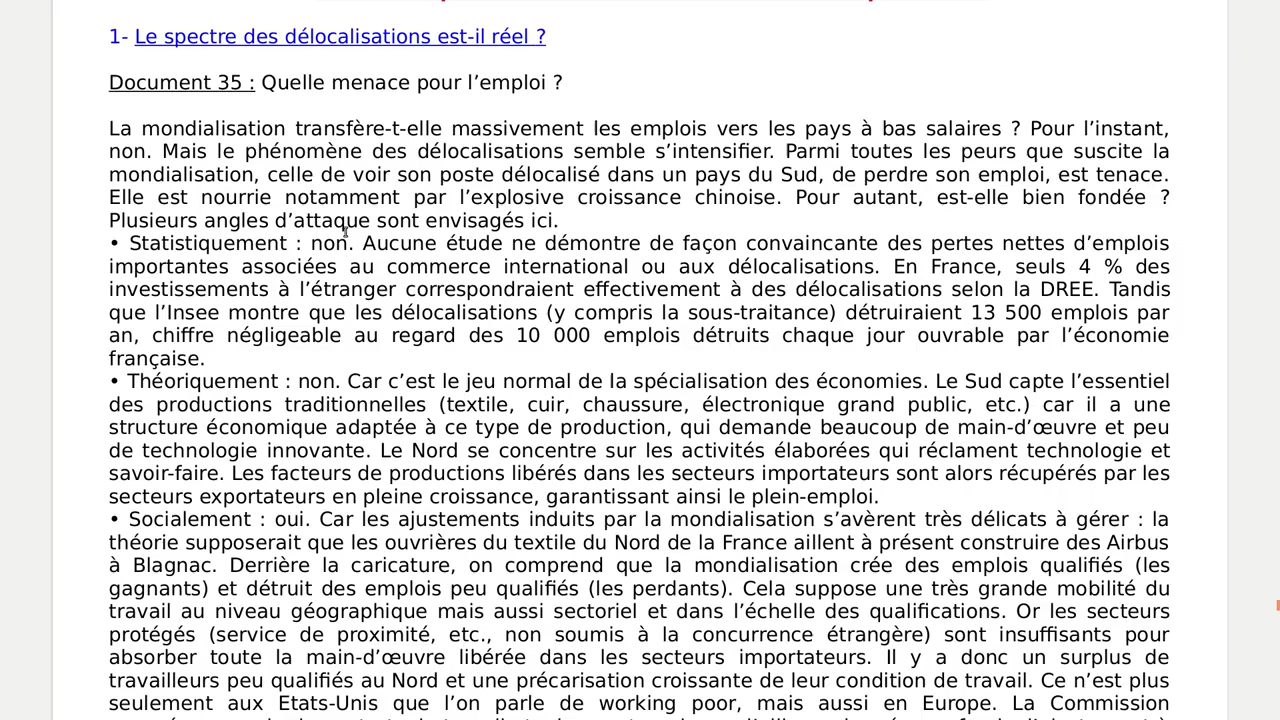 1- Le spectre des délocalisations est-il réel ?
Document 35 : Quelle menace pour l’emploi ?
La mondialisation transfère-t-elle massivement les emplois vers les pays à bas salaires ? Pour l’instant,
non. Mais le phénomène des délocalisations semble s’intensifier. Parmi toutes les peurs que suscite la
mondialisation, celle de voir son poste délocalisé dans un pays du Sud, de perdre son emploi, est tenace.
Elle est nourrie notamment par l’explosive croissance chinoise. Pour autant, est-elle bien fondée ?
Plusieurs angles d’attaque sont envisagés ici.
• Statistiquement : non. Aucune étude ne démontre de façon convaincante des pertes nettes d’emplois
importantes associées au commerce international ou aux délocalisations. En France, seuls 4 % des
investissements à l’étranger correspondraient effectivement à des délocalisations selon la DREE. Tandis
que l’Insee montre que les délocalisations (y compris la sous-traitance) détruiraient 13 500 emplois par
an, chiffre négligeable au regard des 10 000 emplois détruits chaque jour ouvrable par l’économie
française.
• Théoriquement : non. Car c’est le jeu normal de la spécialisation des économies. Le Sud capte l’essentiel
des productions traditionnelles (textile, cuir, chaussure, électronique grand public, etc.) car il a une
structure économique adaptée à ce type de production, qui demande beaucoup de main-d’œuvre et peu
de technologie innovante. Le Nord se concentre sur les activités élaborées qui réclament technologie et
savoir-faire. Les facteurs de productions libérés dans les secteurs importateurs sont alors récupérés par les
secteurs exportateurs en pleine croissance, garantissant ainsi le plein-emploi.
• Socialement : oui. Car les ajustements induits par la mondialisation s’avèrent très délicats à gérer : la
théorie supposerait que les ouvrières du textile du Nord de la France aillent à présent construire des Airbus
à Blagnac. Derrière la caricature, on comprend que la mondialisation crée des emplois qualifiés (les
gagnants) et détruit des emplois peu qualifiés (les perdants). Cela suppose une très grande mobilité du
travail au niveau géographique mais aussi sectoriel et dans l’échelle des qualifications. Or les secteurs
protégés (service de proximité, etc., non soumis à la concurrence étrangère) sont insuffisants pour
absorber toute la main-d’œuvre libérée dans les secteurs importateurs. Il y a donc un surplus de
travailleurs peu qualifiés au Nord et une précarisation croissante de leur condition de travail. Ce n’est plus
seulement aux Etats-Unis que l’on parle de working poor, mais aussi en Europe. La Commission